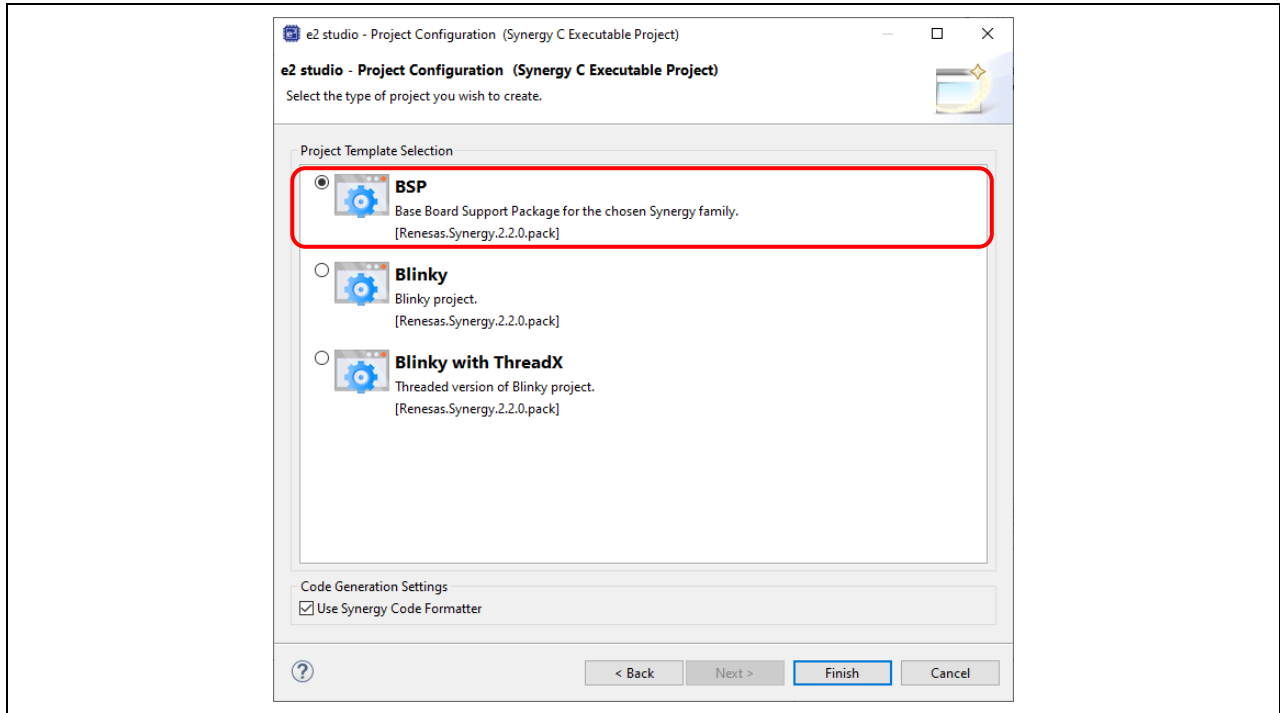 e2 studio - Project Configuration (Synergy C Executable Project)
e2 studio - Project Configuration (Synergy C Executable Project)
Select the type of project you wish to create.
Project Template Selection
BSP
Base Board Support Package for the chosen Synergy family.
[Renesas.Synergy.2.2.0.pack]
Blinky
Blinky project.
[Renesas.Synergy.2.2.0.pack]
Blinky with ThreadX
Threaded version of Blinky project.
[Renesas.Synergy.2.2.0.pack]
Code Generation Settings
Use Synergy Code Formatter
? < Back Next > Finish Cancel